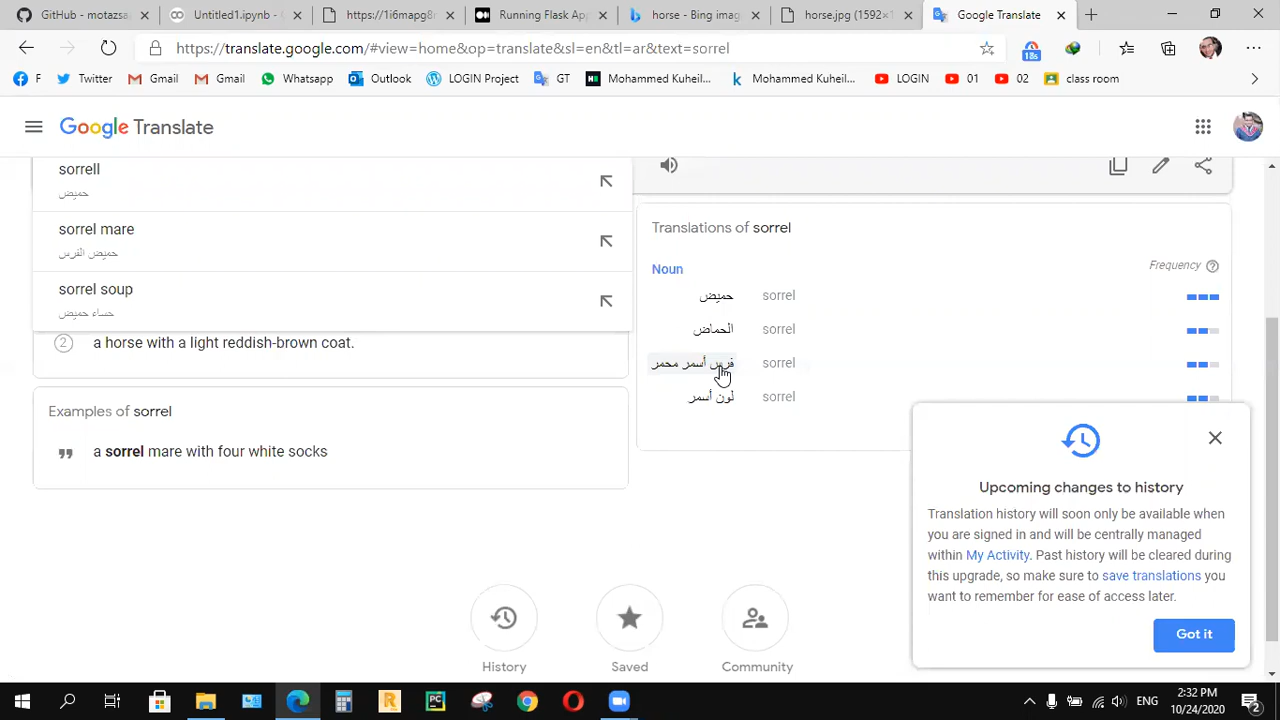 GitHub - motazsaa
Untitled1.ipynb - C
https://1i6mapg8r
Running Flask App
horse - Bing imag
horse.jpg (1592×1
Google Translate
https://translate.google.com/#view=home&op=translate&sl=en&tl=ar&text=sorrel
18s
F
Twitter
Gmail
Gmail
Whatsapp
Outlook
LOGIN Project
GT
Mohammed Kuheil...
Mohammed Kuheil...
LOGIN
01
02
class room
Google Translate
sorrell
حميض
sorrel mare
حميض الفرس
sorrel soup
حساء حميض
2 a horse with a light reddish-brown coat.
Examples of sorrel
a sorrel mare with four white socks
Translations of sorrel
Noun
Frequency
حميض sorrel
الحماض sorrel
فرس أسمر محمر sorrel
لون أسمر sorrel
Upcoming changes to history
Translation history will soon only be available when
you are signed in and will be centrally managed
within My Activity. Past history will be cleared during
this upgrade, so make sure to save translations you
want to remember for ease of access later.
Got it
History
Saved
Community
ENG
2:32 PM
10/24/2020
2